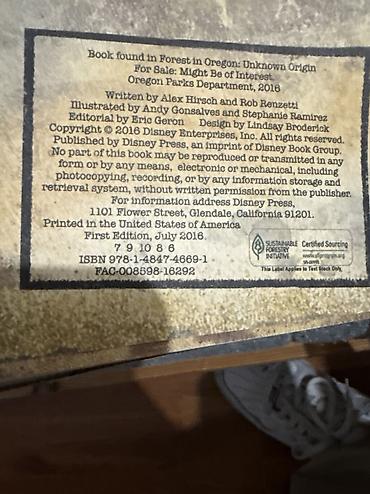 Book found in Forest in Oregon: Unknown Origin
For Sale: Might Be of Interest.
Oregon Parks Department, 2016
Written by Alex Hirsch and Rob Renzetti
Illustrated by Andy Gonsalves and Stephanie Ramirez
Editorial by Eric Geron Design by Lindsay Broderick
Copyright © 2016 Disney Enterprises, Inc. All rights reserved.
Published by Disney Press, an imprint of Disney Book Group.
No part of this book may be reproduced or transmitted in any
form or by any means, electronic or mechanical, including
photocopying, recording, or by any information storage and
retrieval system, without written permission from the publisher.
For information address Disney Press,
1101 Flower Street, Glendale, California 91201.
Printed in the United States of America
First Edition, July 2016
7 9 10 8 6
ISBN 978-1-4847-4669-1
FAC-008598-16292
SUSTAINABLE
FORESTRY
INITIATIVE
Certified Sourcing
www.sfiprogram.org
This Label Applies to Text Stock Only